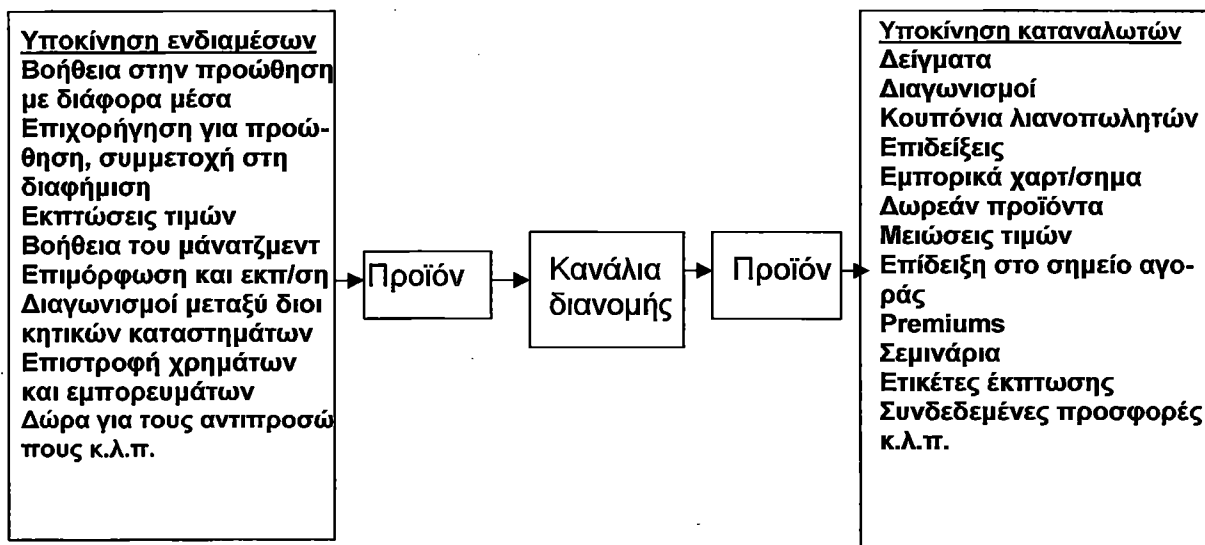 Υποκίνηση ενδιαμέσων
Βοήθεια στην προώθηση
με διάφορα μέσα
Επιχορήγηση για προώ-
θηση, συμμετοχή στη
διαφήμιση
Εκπτώσεις τιμών
Βοήθεια του μάνατζμεντ
Επιμόρφωση και εκπ/ση
Διαγωνισμοί μεταξύ διοι
κητικών καταστημάτων
Επιστροφή χρημάτων
και εμπορευμάτων
Δώρα για τους αντιπροσώ
πους κ.λ.π.
Προϊόν
Κανάλια
διανομής
Προϊόν
Υποκίνηση καταναλωτών
Δείγματα
Διαγωνισμοί
Κουπόνια λιανοπωλητών
Επιδείξεις
Εμπορικά χαρτ/σημα
Δωρεάν προϊόντα
Μειώσεις τιμών
Επίδειξη στο σημείο αγο-
ράς
Premiums
Σεμινάρια
Ετικέτες έκπτωσης
Συνδεδεμένες προσφορές
κ.λ.π.